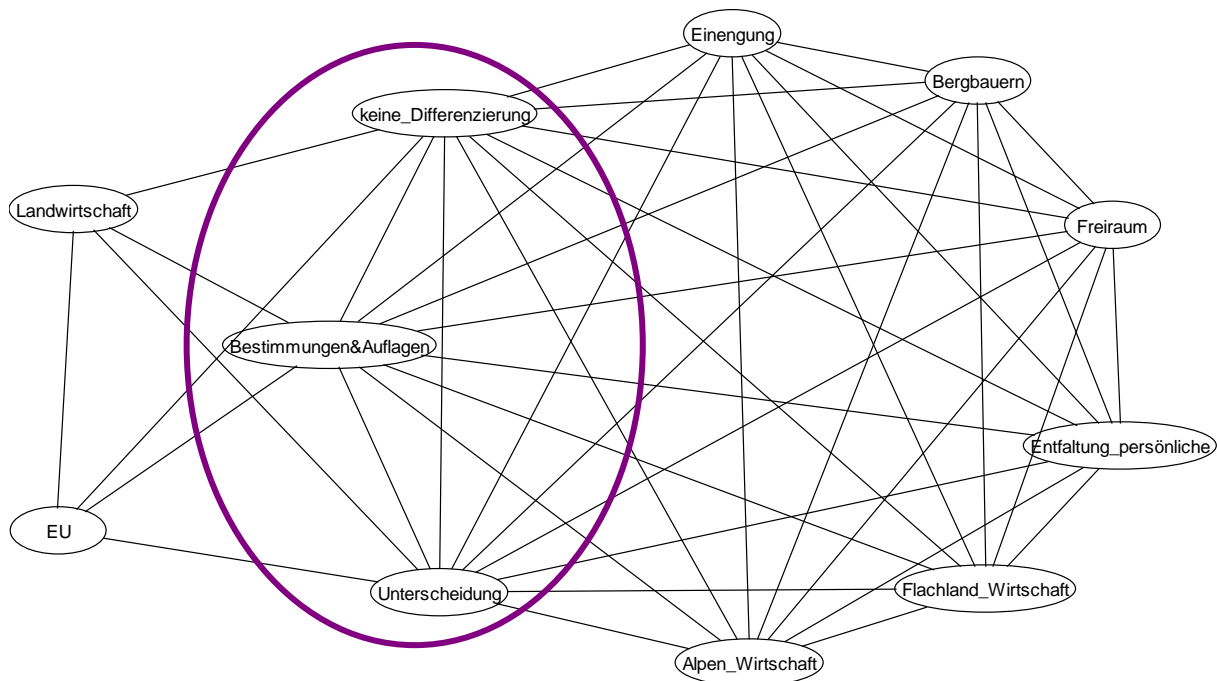 Einengung
Bergbauern
keine_Differenzierung
Landwirtschaft
Freiraum
Bestimmungen&Auflagen
Entfaltung_persönliche
EU
Unterscheidung
Flachland_Wirtschaft
Alpen_Wirtschaft